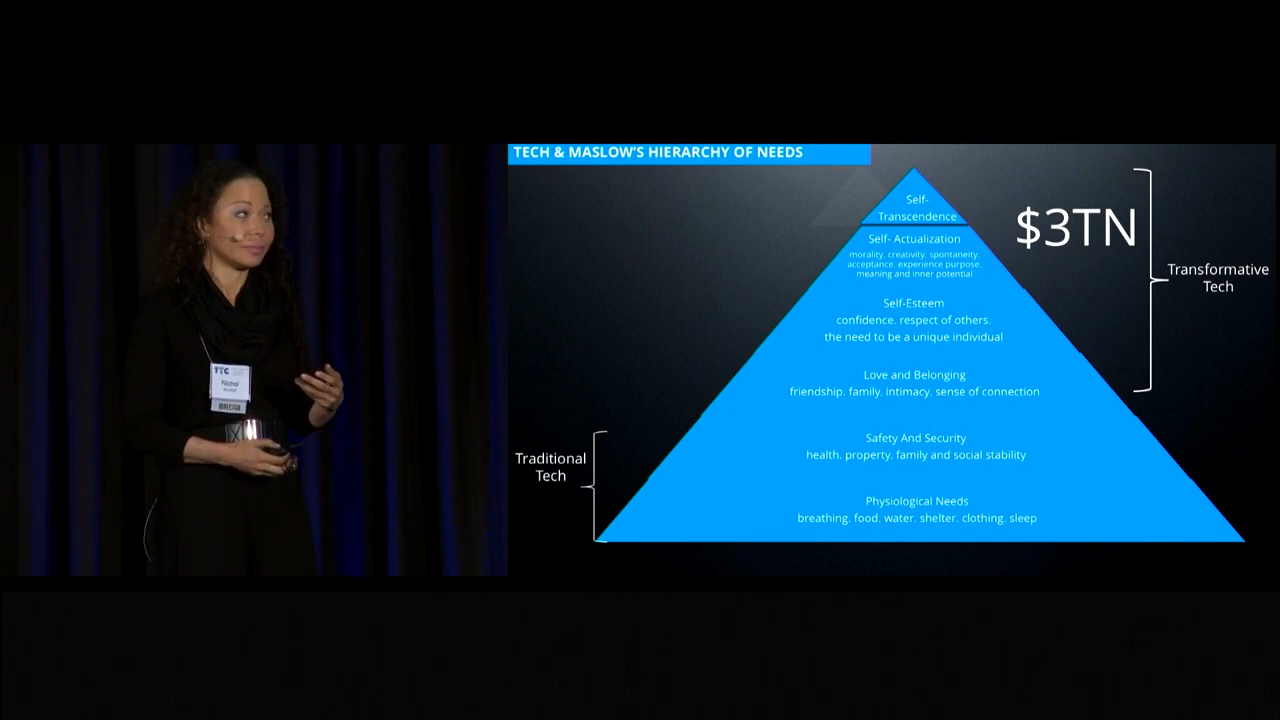 TECH & MASLOW'S HIERARCHY OF NEEDS
Self-
Transcendence
$3TN
Self- Actualization
morality. creativity. spontaneity.
acceptance. experience purpose.
meaning and inner potential
Transformative
Tech
Self-Esteem
confidence. respect of others.
the need to be a unique individual
Love and Belonging
friendship. family. intimacy. sense of connection
Traditional
Tech
Safety And Security
health. property. family and social stability
Physiological Needs
breathing. food. water. shelter. clothing. sleep
TTC
Nichol
DIRECTOR